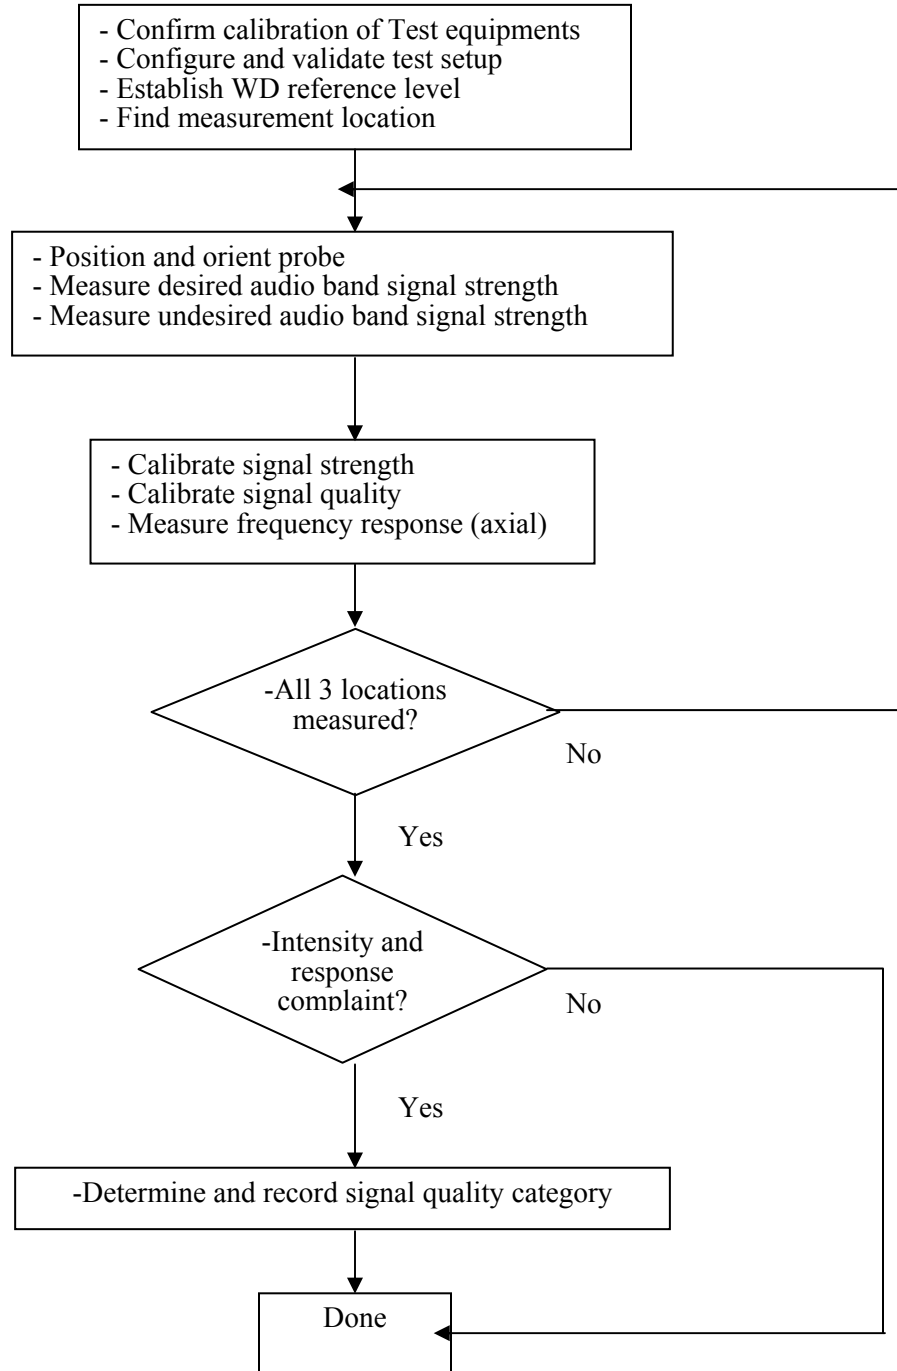 - Confirm calibration of Test equipments
- Configure and validate test setup
- Establish WD reference level
- Find measurement location
- Position and orient probe
- Measure desired audio band signal strength
- Measure undesired audio band signal strength
- Calibrate signal strength
- Calibrate signal quality
- Measure frequency response (axial)
-All 3 locations
measured?
No
Yes
-Intensity and
response
complaint?
No
Yes
-Determine and record signal quality category
Done